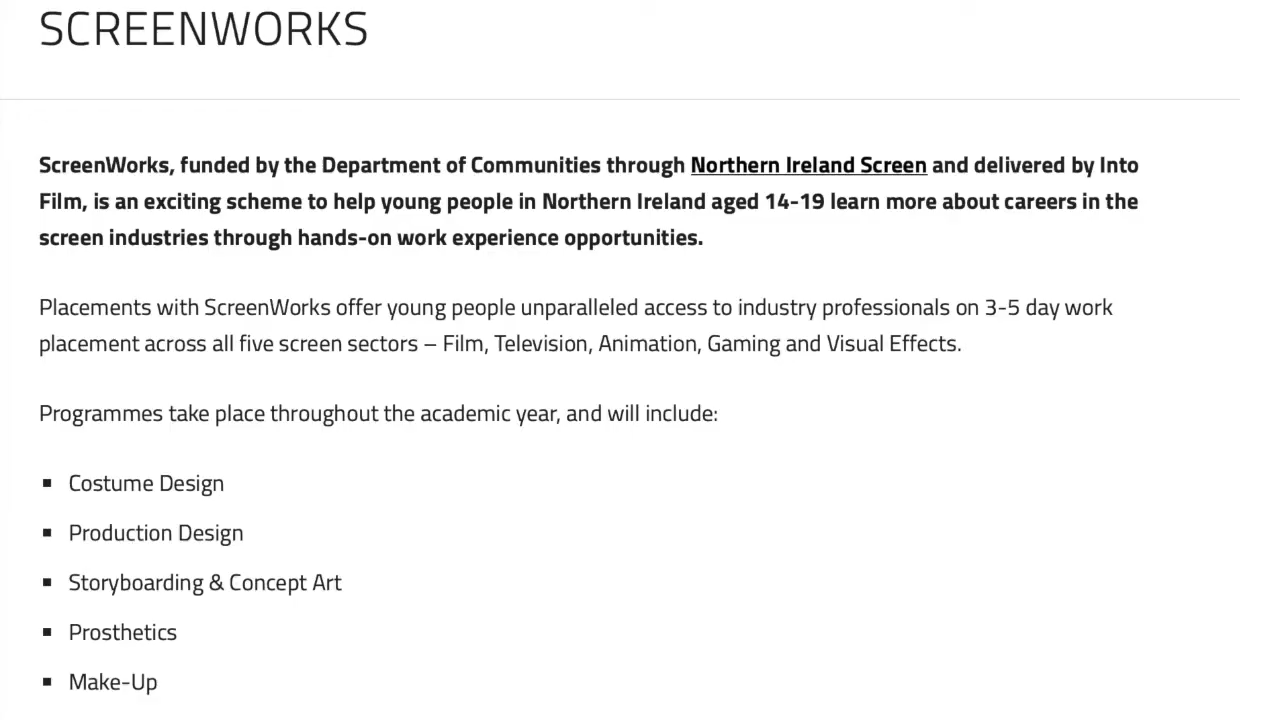 SCREENWORKS
ScreenWorks, funded by the Department of Communities through Northern Ireland Screen and delivered by Into
Film, is an exciting scheme to help young people in Northern Ireland aged 14-19 learn more about careers in the
screen industries through hands-on work experience opportunities.
Placements with ScreenWorks offer young people unparalleled access to industry professionals on 3-5 day work
placement across all five screen sectors – Film, Television, Animation, Gaming and Visual Effects.
Programmes take place throughout the academic year, and will include:
▪ Costume Design
▪ Production Design
▪ Storyboarding & Concept Art
▪ Prosthetics
▪ Make-Up